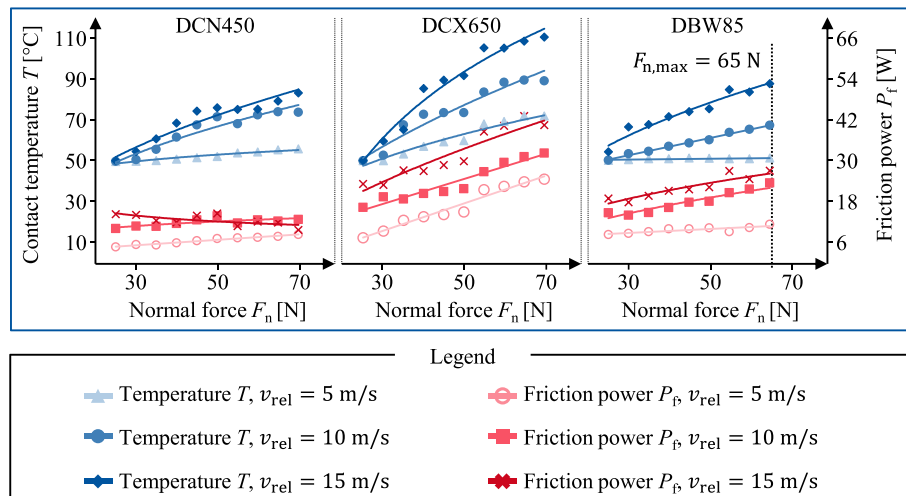 DCN450 DCX650 DBW85
Contact temperature T [°C]
110
90
70
50
30
10
F_n,max = 65 N
66
54
42
30
18
6
Friction power P_f [W]
30 50 70 30 50 70 30 50 70
Normal force F_n [N] Normal force F_n [N] Normal force F_n [N]
Legend
Temperature T, v_rel = 5 m/s Friction power P_f, v_rel = 5 m/s
Temperature T, v_rel = 10 m/s Friction power P_f, v_rel = 10 m/s
Temperature T, v_rel = 15 m/s Friction power P_f, v_rel = 15 m/s